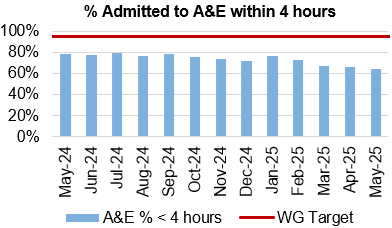 % Admitted to A&E within 4 hours
100%
80%
60%
40%
20%
0%
May-24
Jun-24
Jul-24
Aug-24
Sep-24
Oct-24
Nov-24
Dec-24
Jan-25
Feb-25
Mar-25
Apr-25
May-25
A&E % < 4 hours
WG Target